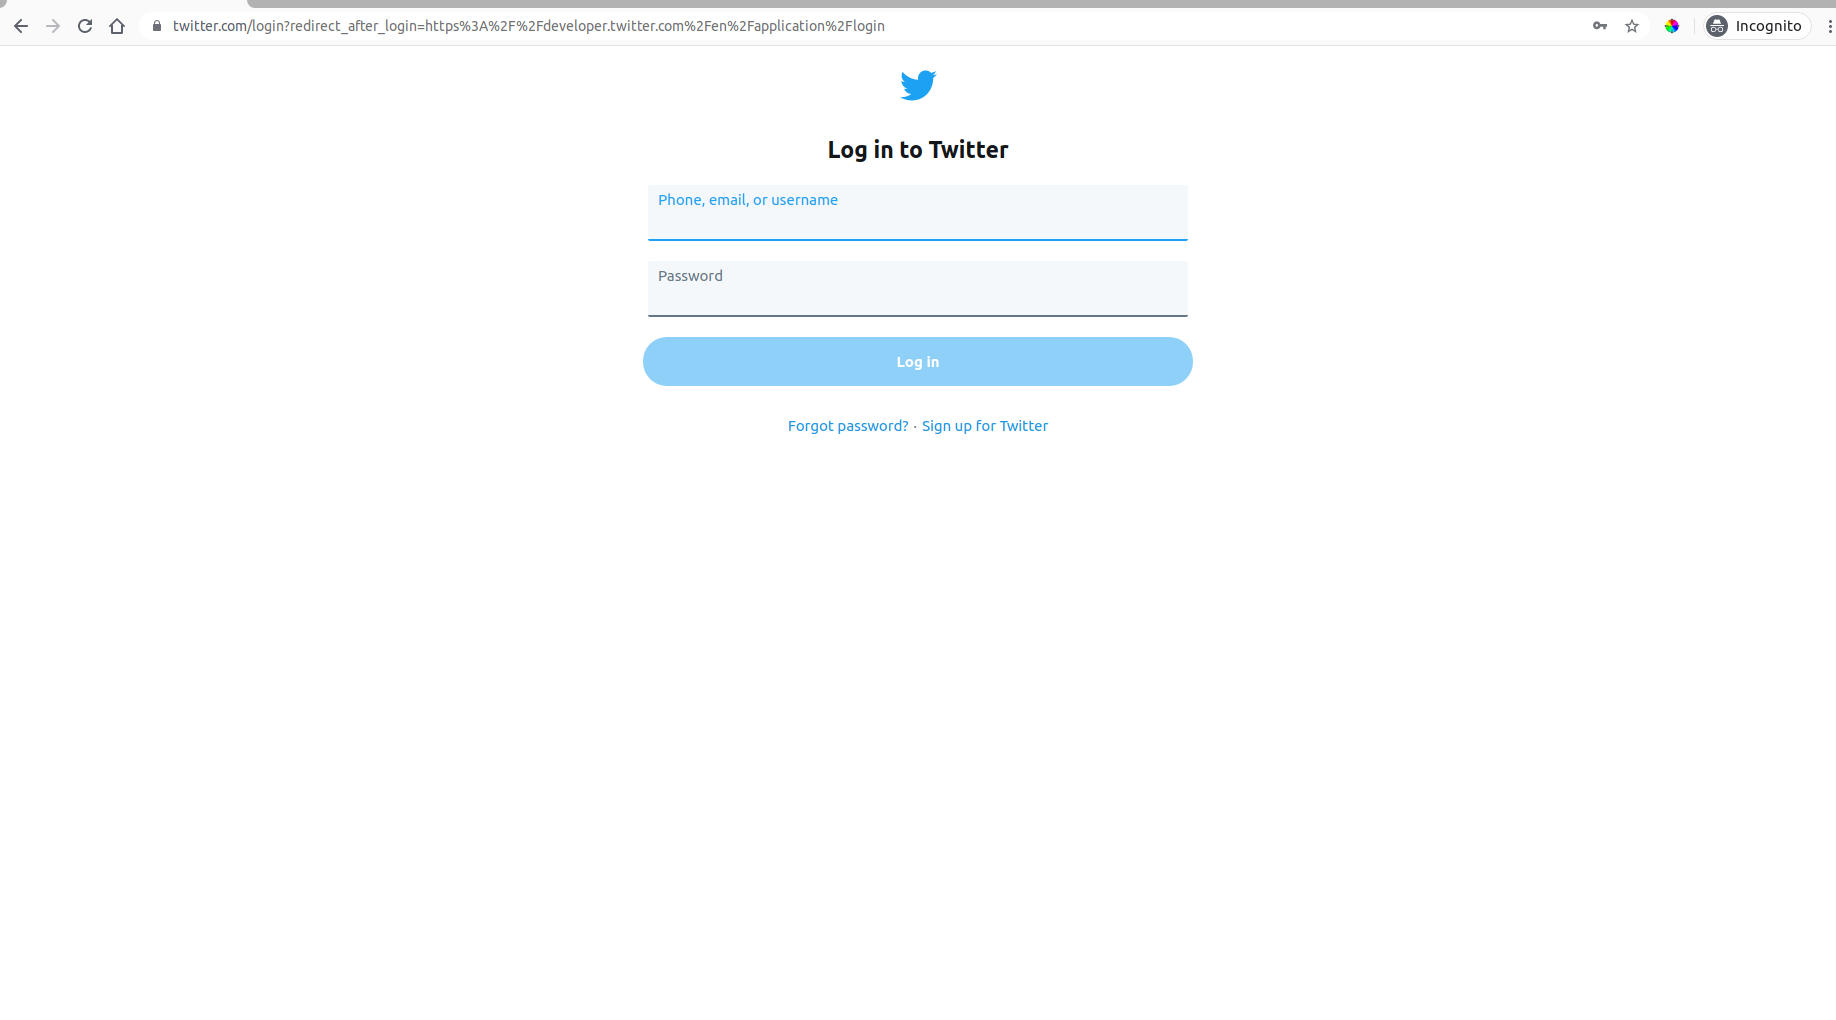 twitter.com/login?redirect_after_login=https%3A%2F%2Fdeveloper.twitter.com%2Fen%2Fapplication%2Flogin
Incognito
Log in to Twitter
Phone, email, or username
Password
Log in
Forgot password? · Sign up for Twitter